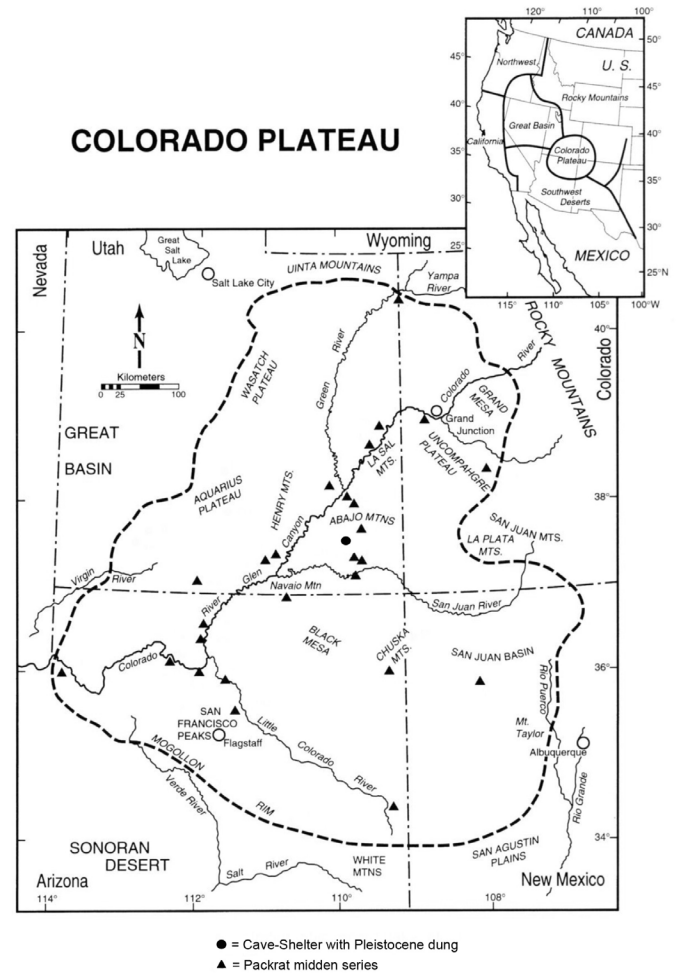 120°
110°
100°
CANADA
50°
45°
Northwest
U. S.
45°
Rocky Mountains
40°
Great Basin
40°
COLORADO PLATEAU
California
Colorado
Plateau
35°
35°
Southwest
Deserts
30°
30°
25°
MEXICO
25°N
115°
110°
105°
100°W
Nevada
Utah
Great
Salt
Lake
Wyoming
Salt Lake City
UINTA MOUNTAINS
Yampa
River
N
Kilometers
0
25
100
WASATCH
PLATEAU
Green
River
ROCKY MOUNTAINS
40°
Colorado
River
Colorado
GRAND
MESA
Grand
Junction
GREAT
BASIN
LA SAL
MTS.
UNCOMPAHGRE
PLATEAU
AQUARIUS
PLATEAU
HENRY MTS.
38°
ABAJO MTNS
SAN JUAN MTS.
LA PLATA
MTS.
Glen
Canyon
Virgin
River
Navajo Mtn
San Juan River
River
BLACK
MESA
CHUSKA
MTS.
SAN JUAN BASIN
36°
Colorado
Rio Puerco
SAN
FRANCISCO
PEAKS
Flagstaff
Little
Colorado
River
Mt.
Taylor
Albuquerque
MOGOLLON
RIM
Verde River
Rio Grande
34°
SONORAN
DESERT
Salt
River
WHITE
MTNS
SAN AGUSTIN
PLAINS
Arizona
New Mexico
114°
112°
110°
108°
= Cave-Shelter with Pleistocene dung
= Packrat midden series